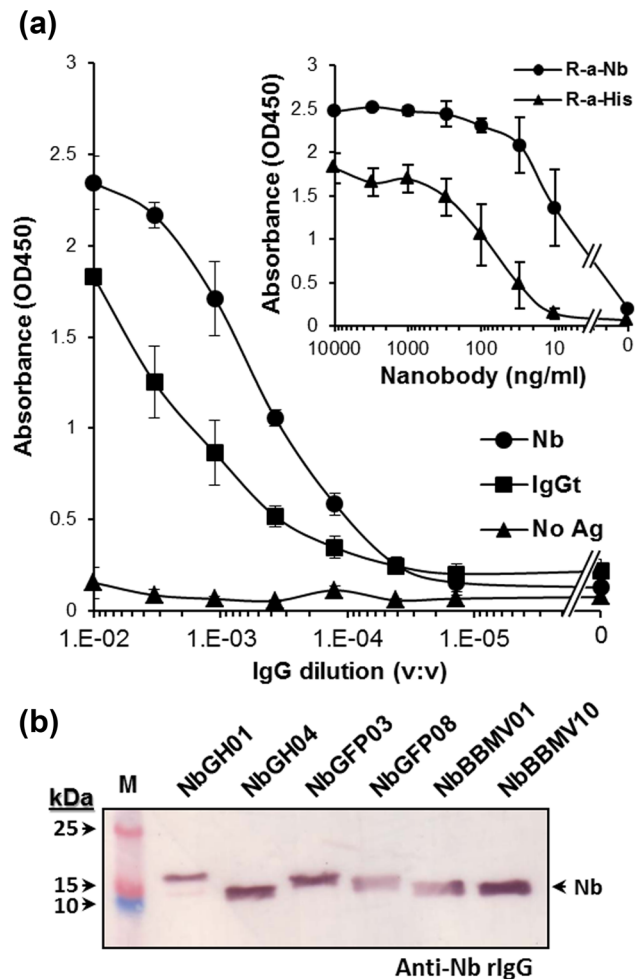 (a)
Absorbance (OD450)
3
2.5
2
1.5
1
0.5
0
1.E-02 1.E-03 1.E-04 1.E-05 0
IgG dilution (v:v)
Nb
IgGt
No Ag
R-a-Nb
R-a-His
Absorbance (OD450)
3
2.5
2
1.5
1
0.5
0
10000 1000 100 10 0
Nanobody (ng/ml)
(b)
kDa
M NbGH01 NbGH04 NbGFP03 NbGFP08 NbBBMV01 NbBBMV10
25
15
10
Nb
Anti-Nb rIgG